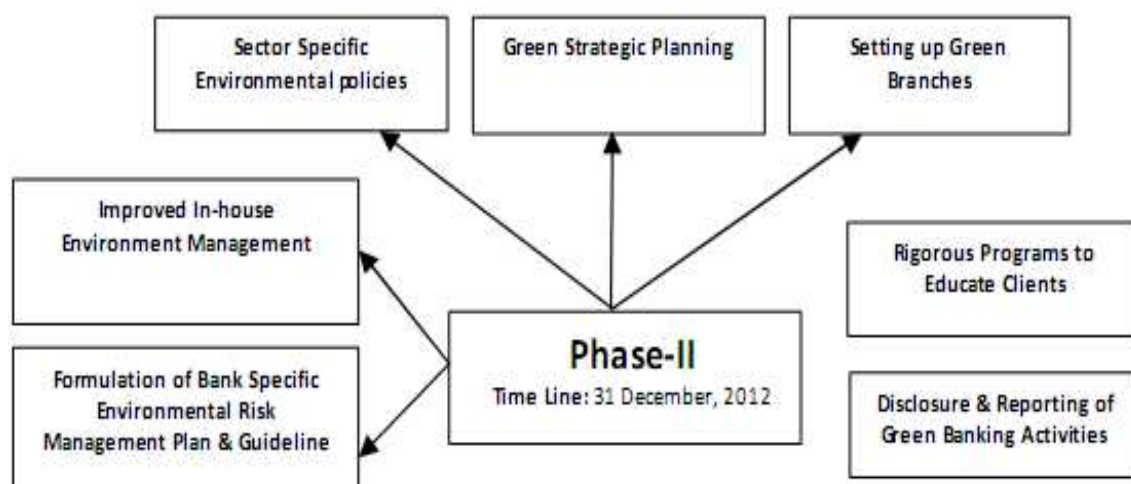 Sector Specific
Environmental policies
Green Strategic Planning
Setting up Green
Branches
Improved In-house
Environment Management
Rigorous Programs to
Educate Clients
Phase-II
Time Line: 31 December, 2012
Formulation of Bank Specific
Environmental Risk
Management Plan & Guideline
Disclosure & Reporting of
Green Banking Activities